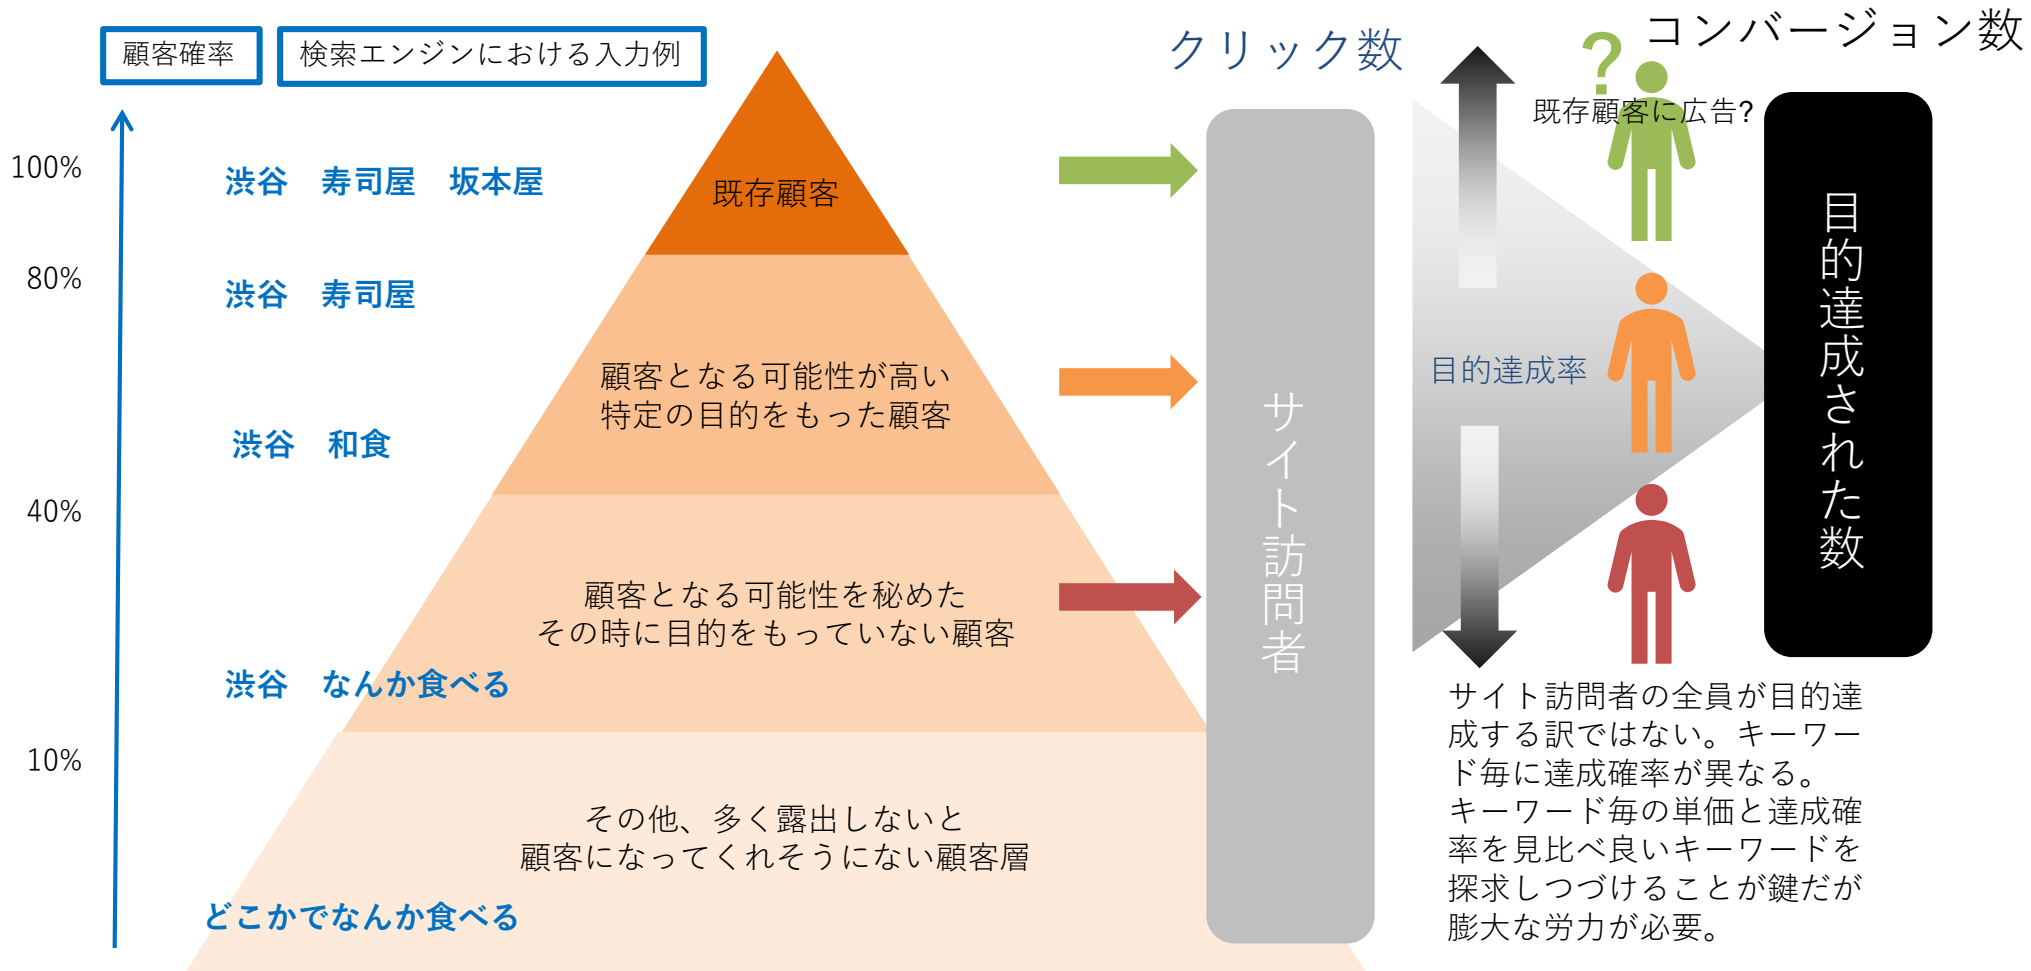 顧客確率
検索エンジンにおける入力例
クリック数
コンバージョン数
?
既存顧客に広告?
100%
渋谷　寿司屋　坂本屋
既存顧客
80%
渋谷　寿司屋
顧客となる可能性が高い
特定の目的をもった顧客
渋谷　和食
40%
顧客となる可能性を秘めた
その時に目的をもっていない顧客
渋谷　なんか食べる
10%
その他、多く露出しないと
顧客になってくれそうにない顧客層
どこかでなんか食べる
サイト訪問者
目的達成率
目的達成された数
サイト訪問者の全員が目的達
成する訳ではない。キーワー
ド毎に達成確率が異なる。
キーワード毎の単価と達成確
率を見比べ良いキーワードを
探求しつづけることが鍵だが
膨大な労力が必要。